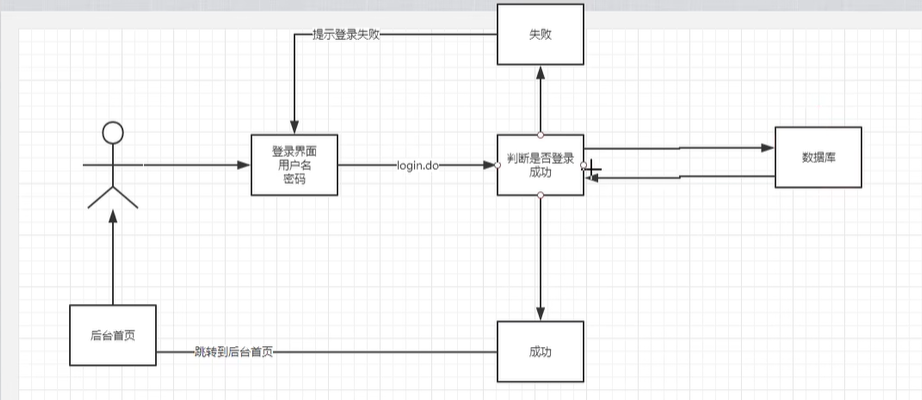 失败
提示登录失败
登录界面
用户名
密码
login.do
判断是否登录
成功
数据库
后台首页
跳转到后台首页
成功